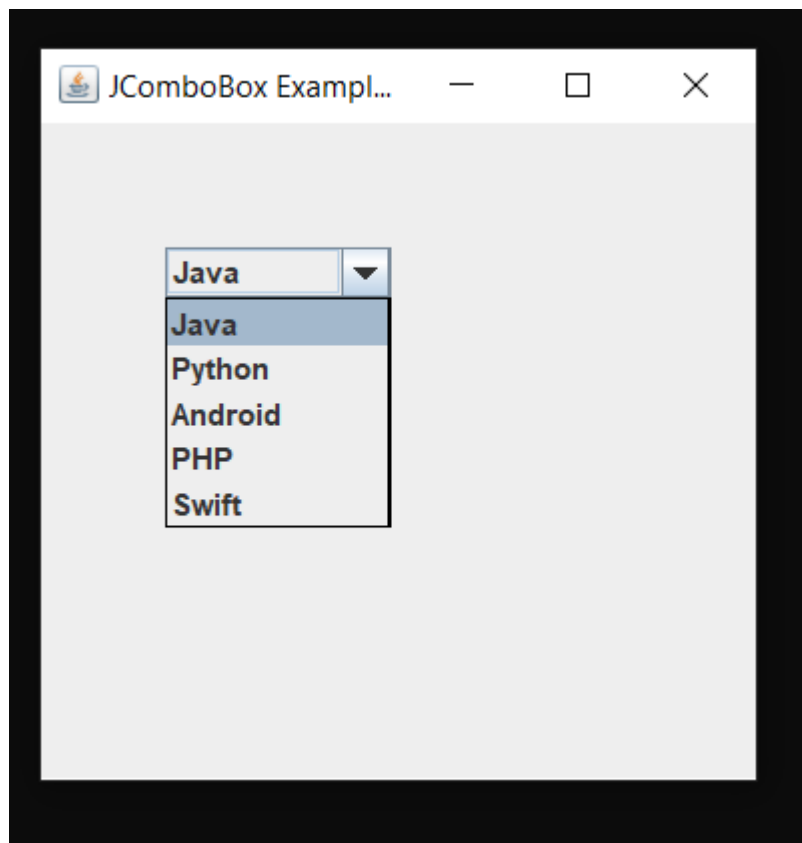 JComboBox Exampl...
Java
Java
Python
Android
PHP
Swift